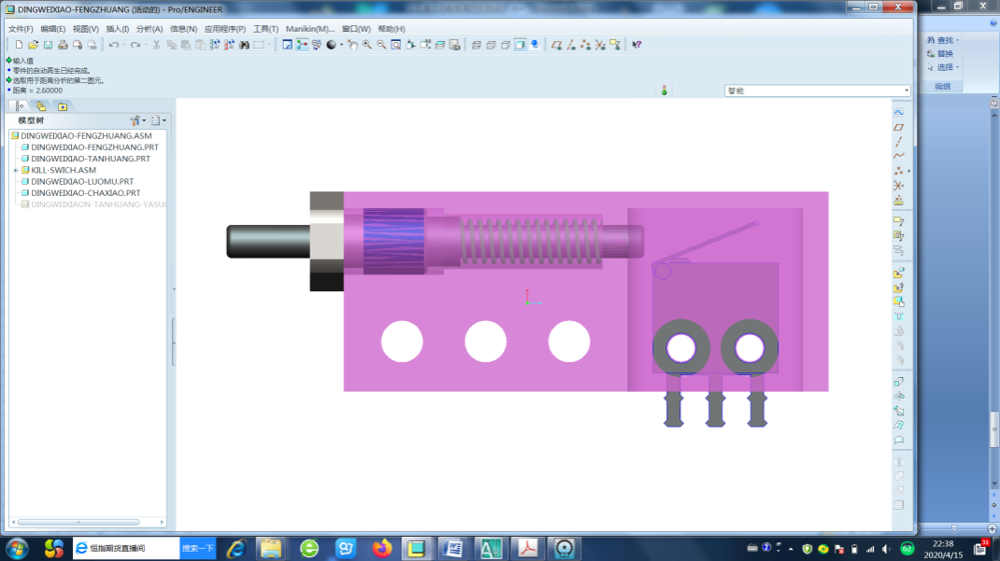 DINGWEIXIAO-FENGZHUANG (活动的) - Pro/ENGINEER
文件(F) 编辑(E) 视图(V) 插入(I) 分析(A) 信息(N) 应用程序(P) 工具(T) Manikin(M)... 窗口(W) 帮助(H)
输入值
零件的自动再生已经完成。
选取用于距离分析的第二图元。
距离 = 2.60000
智能
查找
替换
选择
编辑
模型树
DINGWEIXIAO-FENGZHUANG.ASM
DINGWEIXIAO-FENGZHUANG.PRT
DINGWEIXIAO-TANHUANG.PRT
KILL-SWICH.ASM
DINGWEIXIAO-LUOMU.PRT
DINGWEIXIAO-CHAXIAO.PRT
DINGWEIXIAON-TANHUANG-YASUO
恒指期货直播间
搜索一下
62
31
22:38
2020/4/15